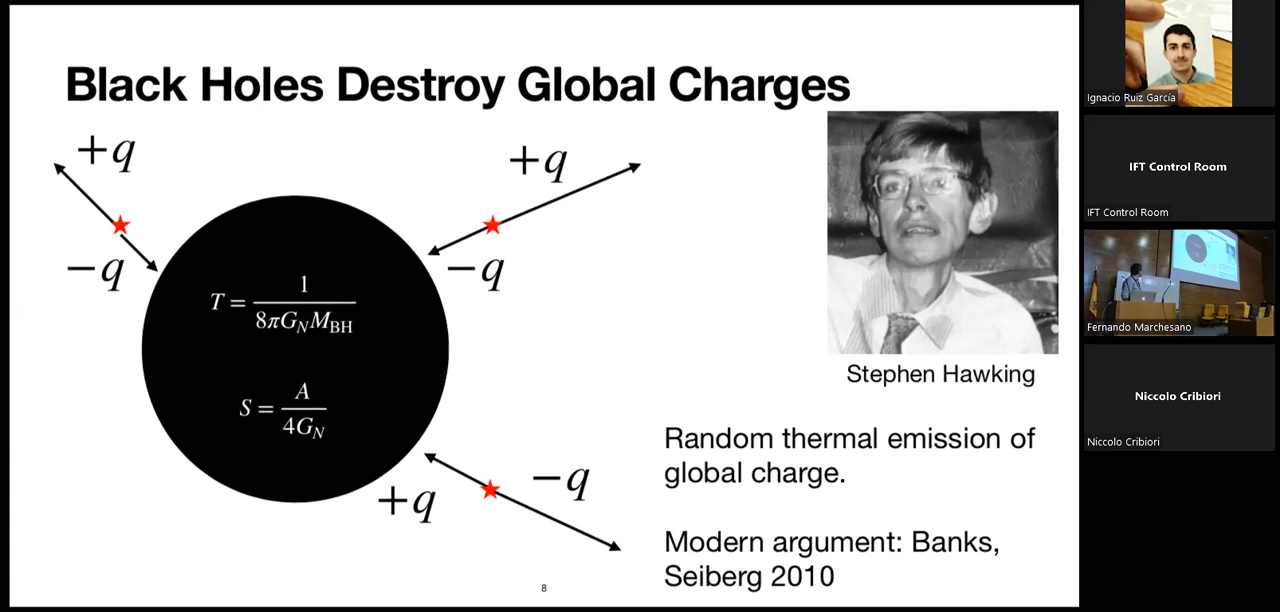 Black Holes Destroy Global Charges
+q
+q
−q
−q
T = 1 / 8πG_N M_BH
S = A / 4G_N
+q
−q
Stephen Hawking
Random thermal emission of
global charge.
Modern argument: Banks,
Seiberg 2010
8
Ignacio Ruiz García
IFT Control Room
IFT Control Room
Fernando Marchesano
Niccolo Cribiori
Niccolo Cribiori